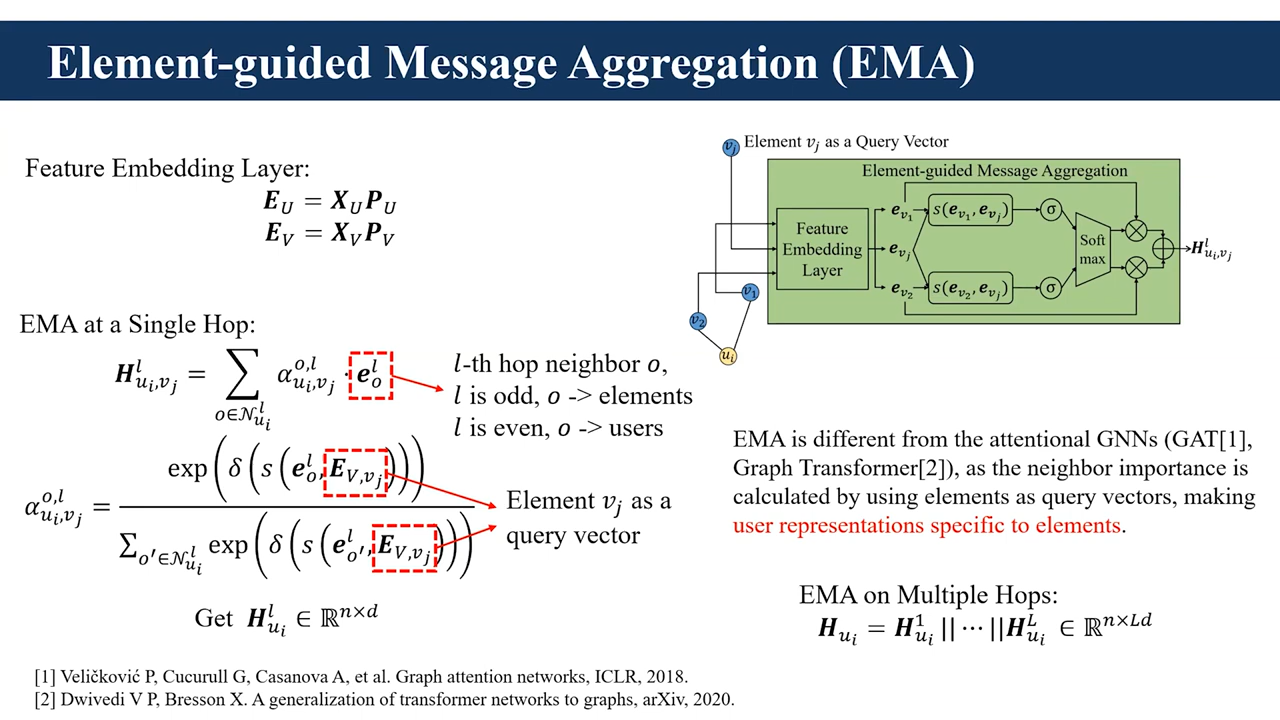 Element-guided Message Aggregation (EMA)
Feature Embedding Layer:
𝑬_𝑈 = 𝑿_𝑈𝑷_𝑈
𝑬_𝑉 = 𝑿_𝑉𝑷_𝑉
EMA at a Single Hop:
𝑯^𝑙_{𝑢_𝑖,𝑣_𝑗} = ∑_{𝑜∈𝒩^𝑙_{𝑢_𝑖}} 𝛼^{𝑜,𝑙}_{𝑢_𝑖,𝑣_𝑗} · 𝒆^𝑙_𝑜
𝑙-th hop neighbor 𝑜,
𝑙 is odd, 𝑜 -> elements
𝑙 is even, 𝑜 -> users
𝛼^{𝑜,𝑙}_{𝑢_𝑖,𝑣_𝑗} = exp(𝛿(𝑠(𝒆^𝑙_𝑜, 𝑬_{𝑉,𝑣_𝑗}))) / ∑_{𝑜′∈𝒩^𝑙_{𝑢_𝑖}} exp(𝛿(𝑠(𝒆^𝑙_{𝑜′}, 𝑬_{𝑉,𝑣_𝑗})))
Element 𝑣_𝑗 as a
query vector
Get 𝑯^𝑙_{𝑢_𝑖} ∈ ℝ^{𝑛×𝑑}
𝑣_𝑗 Element 𝑣_𝑗 as a Query Vector
Element-guided Message Aggregation
Feature
Embedding
Layer
𝒆_{𝑣_1}
𝑠(𝒆_{𝑣_1}, 𝒆_{𝑣_𝑗})
σ
𝒆_{𝑣_𝑗}
Soft
max
𝑯^𝑙_{𝑢_𝑖,𝑣_𝑗}
𝒆_{𝑣_2}
𝑠(𝒆_{𝑣_2}, 𝒆_{𝑣_𝑗})
σ
𝑣_1
𝑣_2
𝑢_𝑖
EMA is different from the attentional GNNs (GAT[1],
Graph Transformer[2]), as the neighbor importance is
calculated by using elements as query vectors, making
user representations specific to elements.
EMA on Multiple Hops:
𝑯_{𝑢_𝑖} = 𝑯^1_{𝑢_𝑖} || ⋯ || 𝑯^𝐿_{𝑢_𝑖} ∈ ℝ^{𝑛×𝐿𝑑}
[1] Veličković P, Cucurull G, Casanova A, et al. Graph attention networks, ICLR, 2018.
[2] Dwivedi V P, Bresson X. A generalization of transformer networks to graphs, arXiv, 2020.